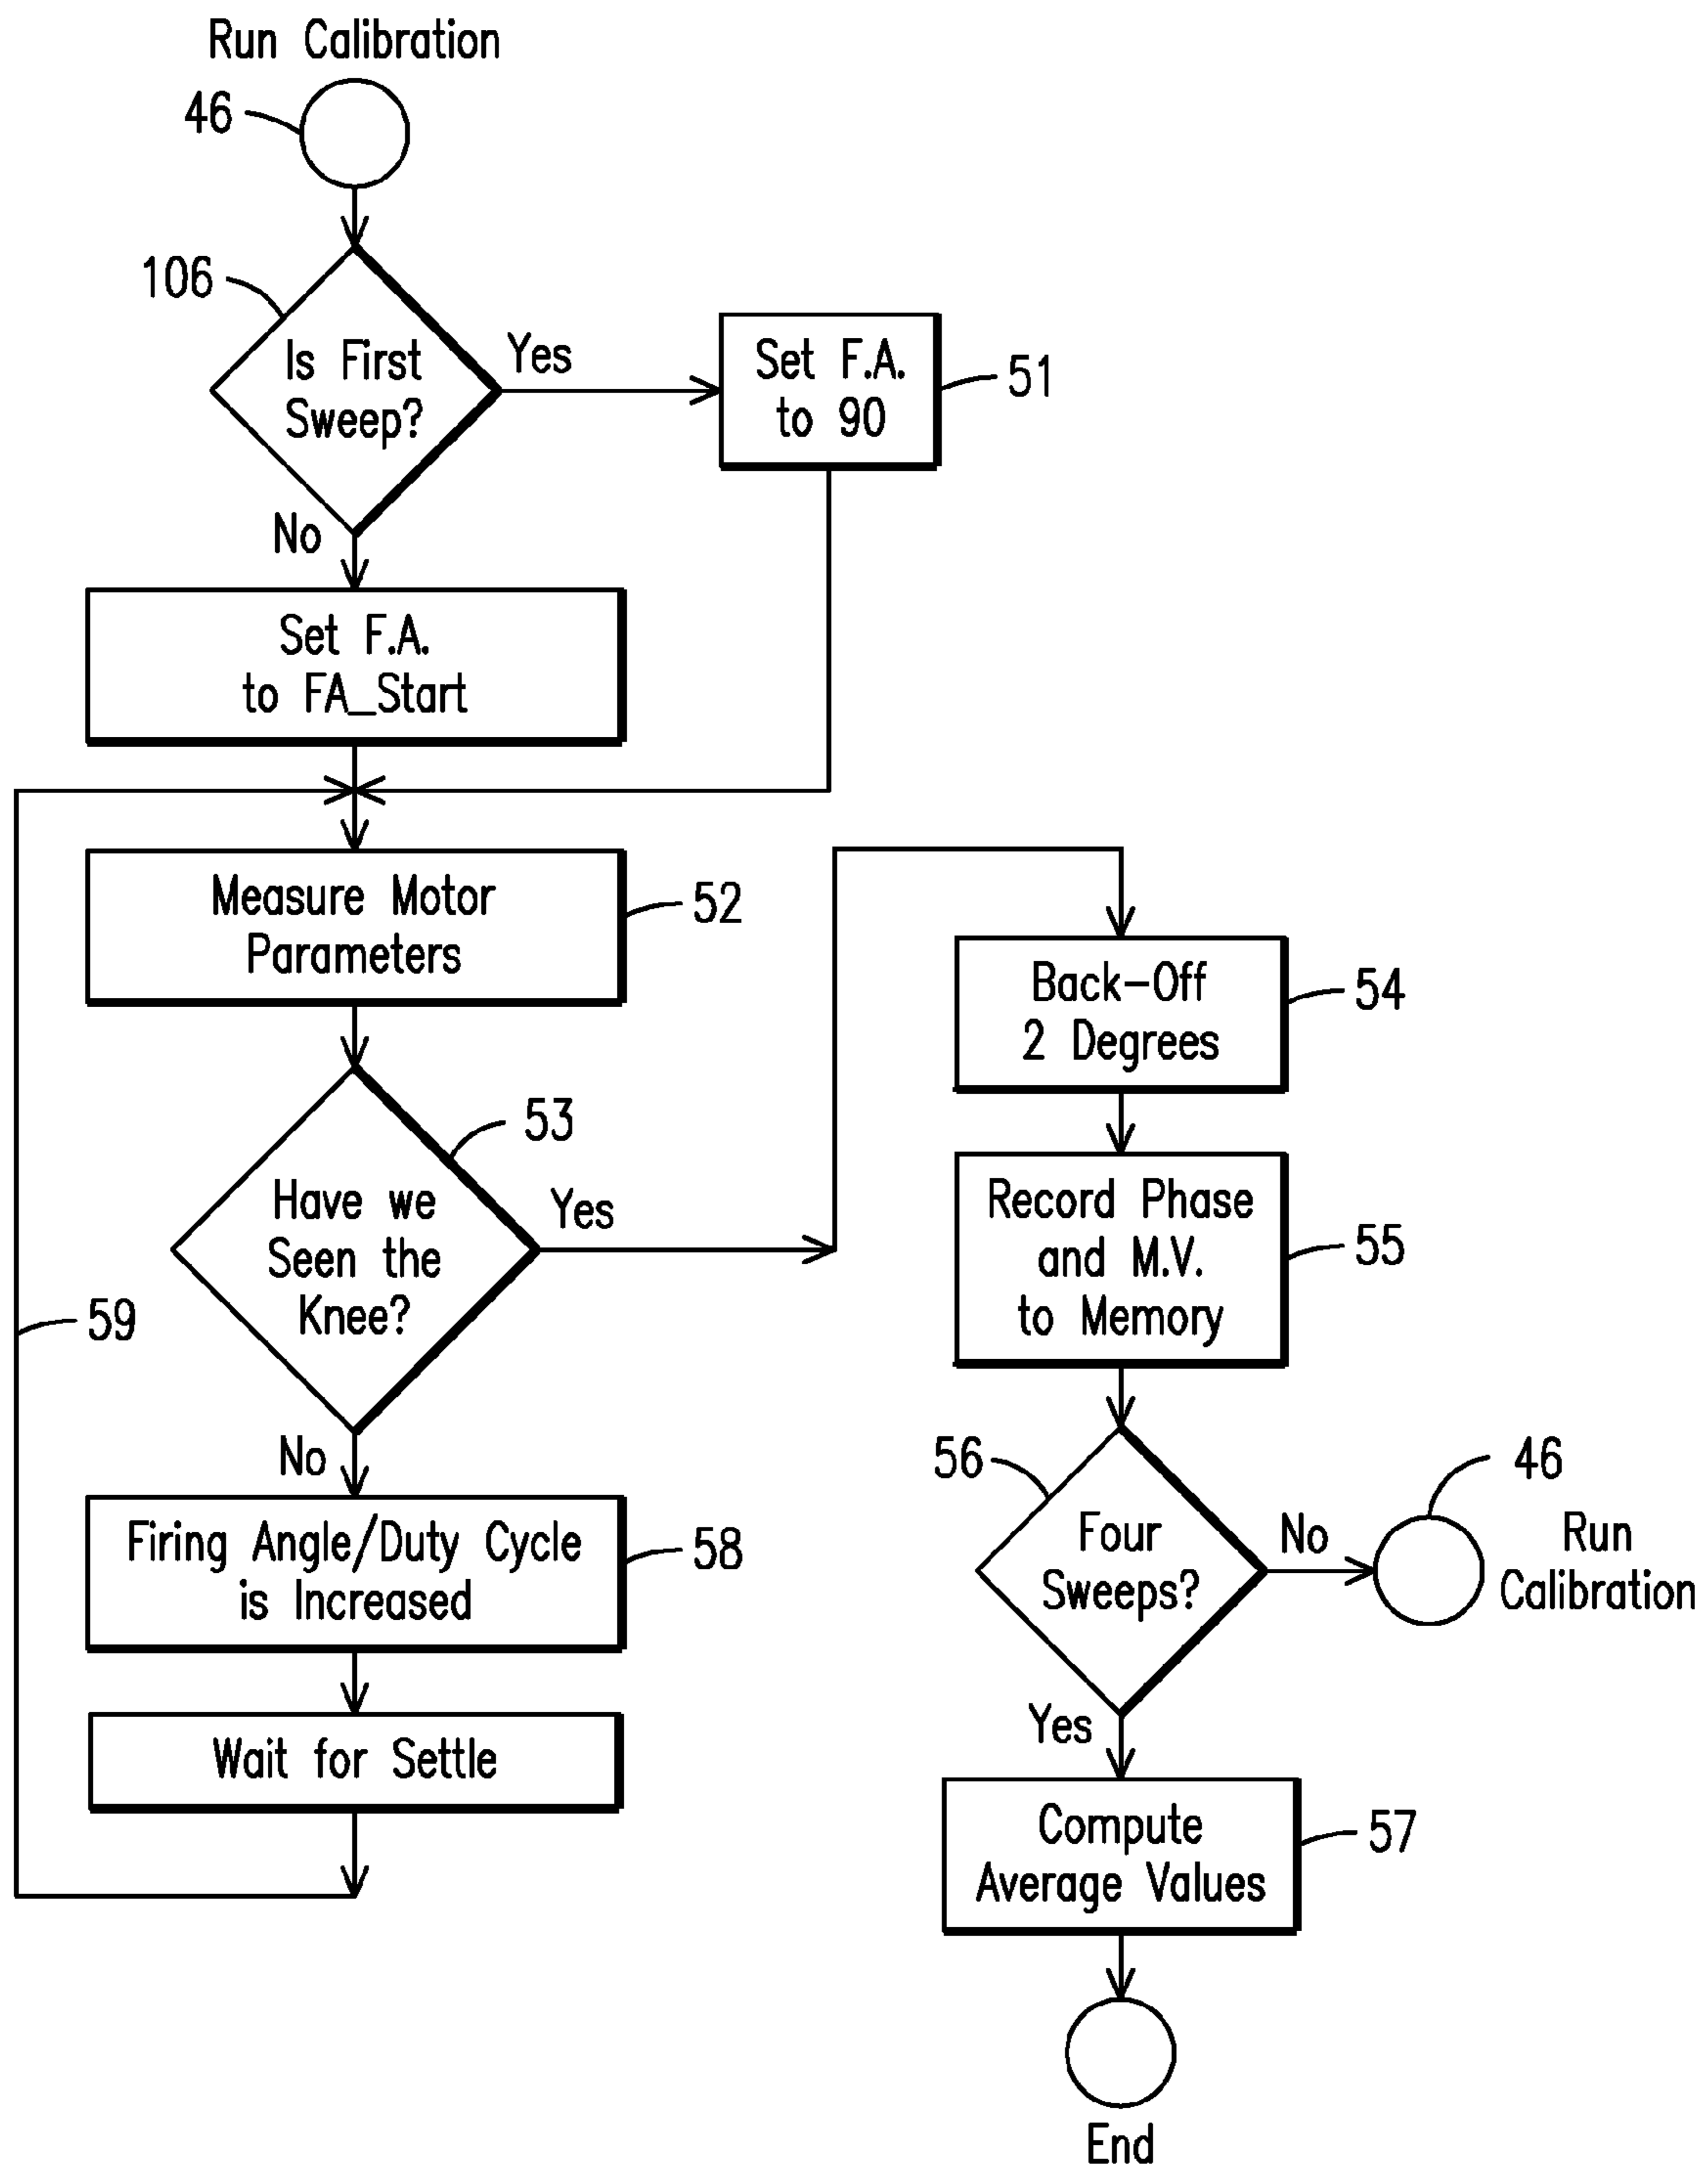 Run Calibration
46
106
Is First
Sweep?
Yes
Set F.A.
to 90
51
No
Set F.A.
to FA_Start
Measure Motor
Parameters
52
53
Have we
Seen the
Knee?
Yes
59
No
Firing Angle/Duty Cycle
is Increased
58
Wait for Settle
Back-Off
2 Degrees
54
Record Phase
and M.V.
to Memory
55
56
Four
Sweeps?
No
46
Run
Calibration
Yes
Compute
Average Values
57
End